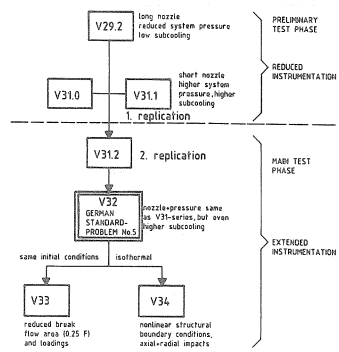 V29.2
long nozzle
reduced system pressure
low subcooling
PRELIMINARY
TEST PHASE
REDUCED
INSTRUMENTATION
V31.0
V31.1
short nozzle
higher system
pressure, higher
subcooling
1. replication
V31.2
2. replication
MAIN TEST
PHASE
V32
GERMAN
STANDARD-
PROBLEM No.5
nozzle+pressure same
as V31-series, but even
higher subcooling
EXTENDED
INSTRUMENTATION
same initial conditions
isothermal
V33
V34
reduced break
flow area (0.25 F)
and loadings
nonlinear structural
boundary conditions,
axial+radial impacts